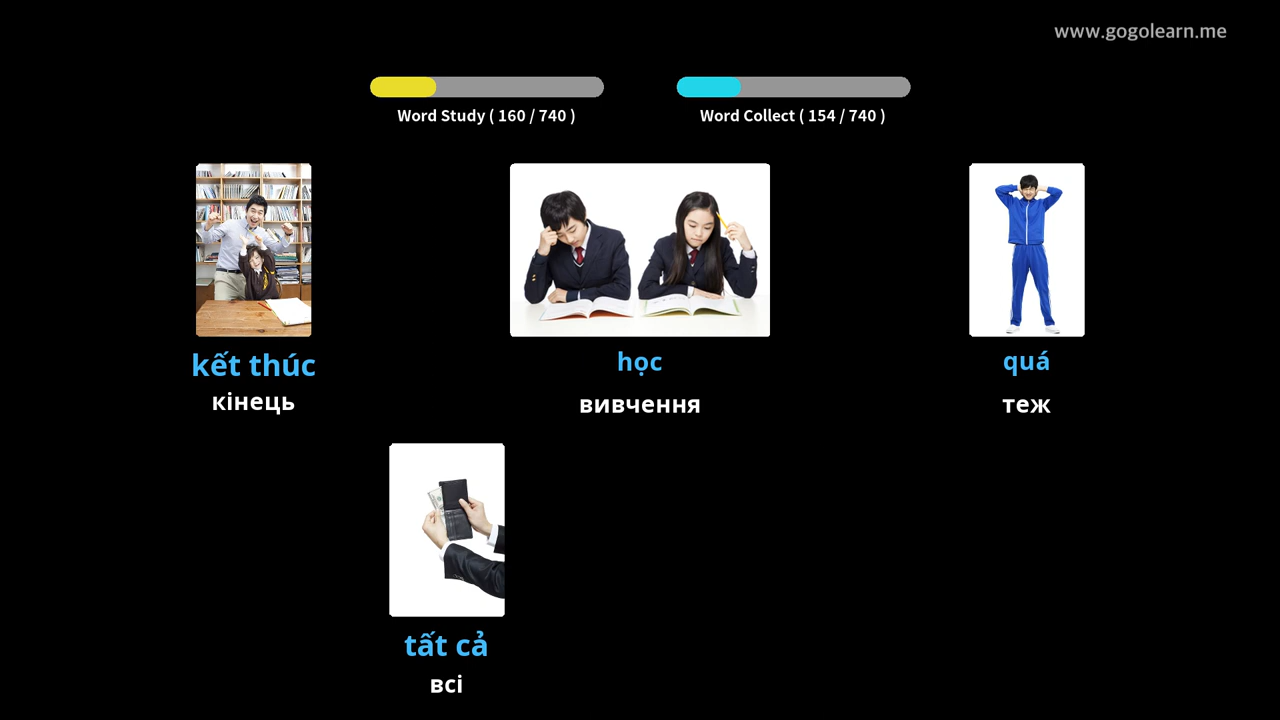 www.gogolearn.me
Word Study ( 160 / 740 )
Word Collect ( 154 / 740 )
kết thúc
кінець
học
вивчення
quá
теж
tất cả
всі